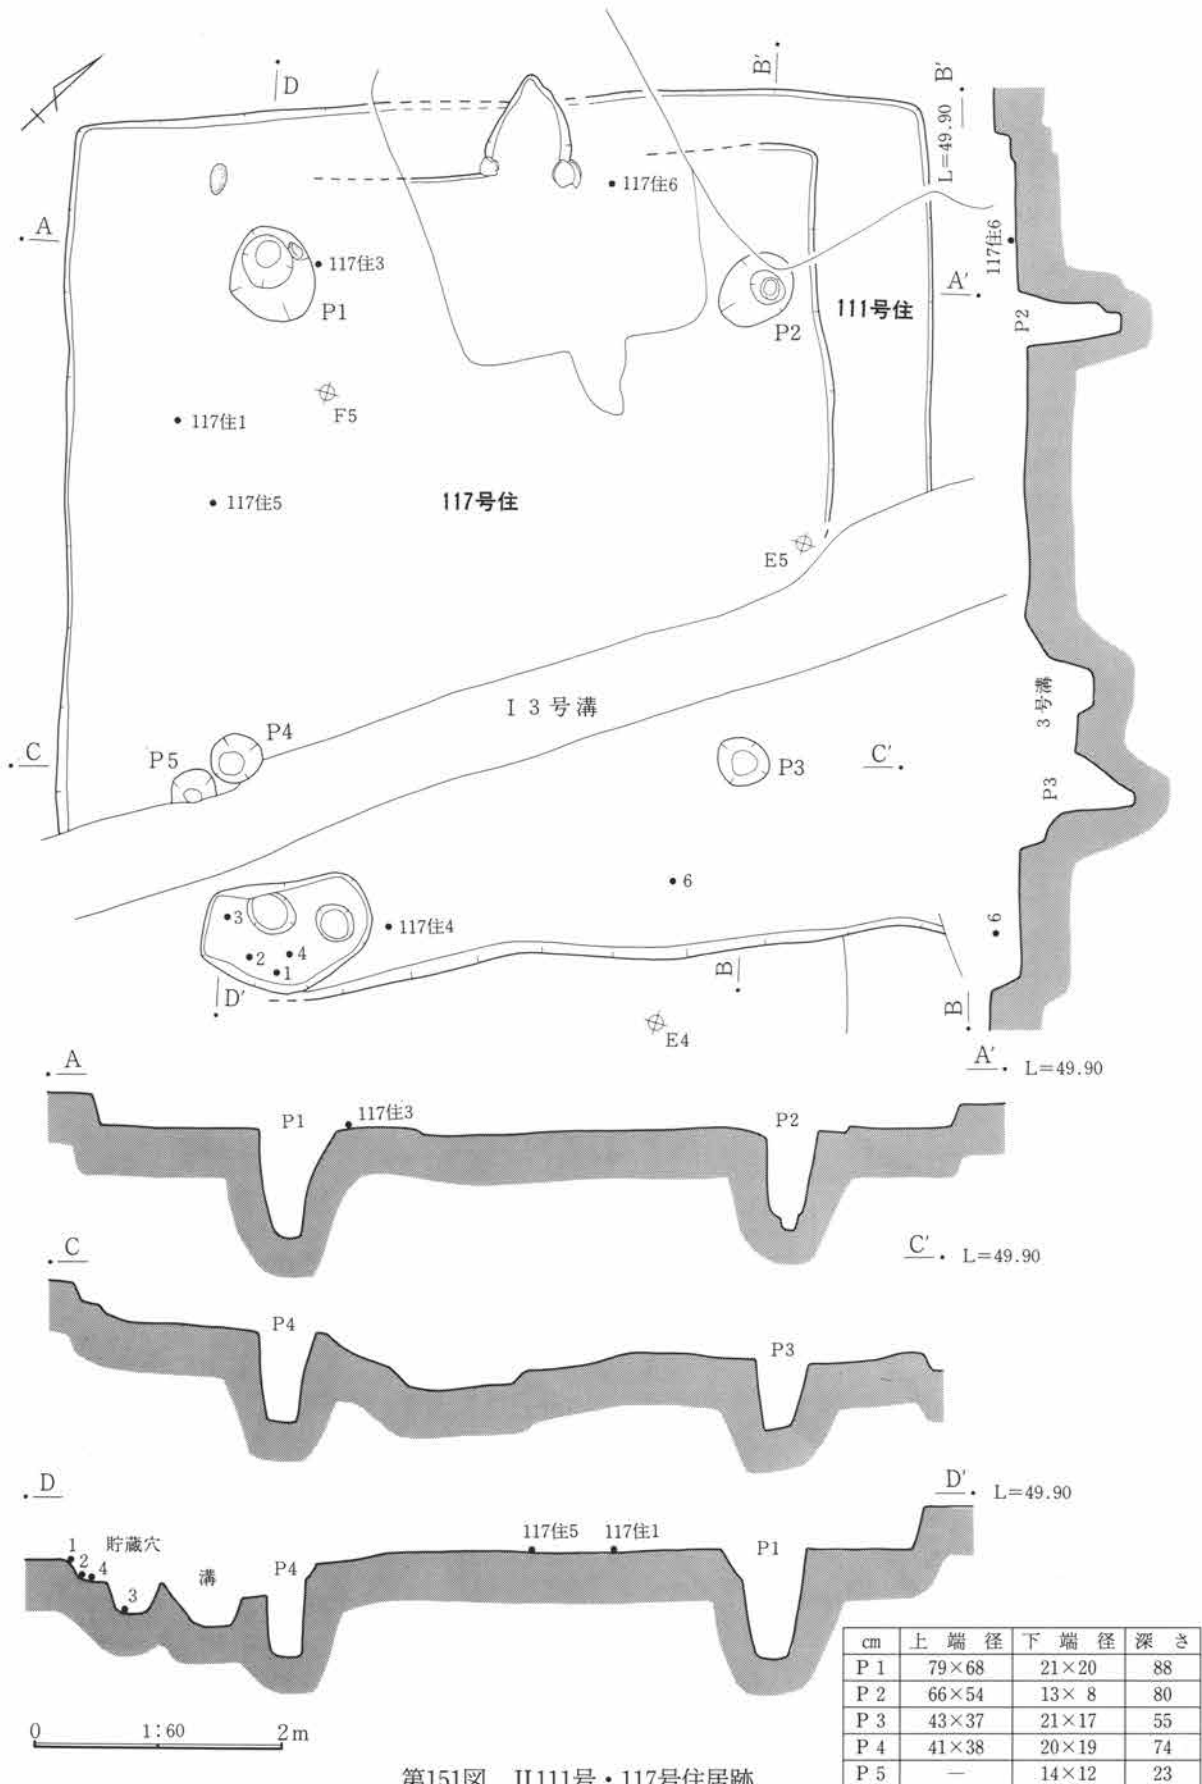 D
B'
B'
L=49.90
117住6
A
117住3
P1
117住6
A'
P2
111号住
P2
F5
117住1
117住5
117号住
E5
I 3号溝
3号溝
P4
P5
C
P3
C'
P3
6
3
117住4
2
4
1
6
D'
B
B
E4
A
A'
L=49.90
P1
117住3
P2
C
C'
L=49.90
P4
P3
D
D'
L=49.90
1
貯蔵穴
2
4
3
溝
P4
117住5
117住1
P1
cm 上端径 下端径 深さ
P1 79×68 21×20 88
P2 66×54 13×8 80
P3 43×37 21×17 55
P4 41×38 20×19 74
P5 — 14×12 23
0 1:60 2m
第151図 II111号・117号住居跡